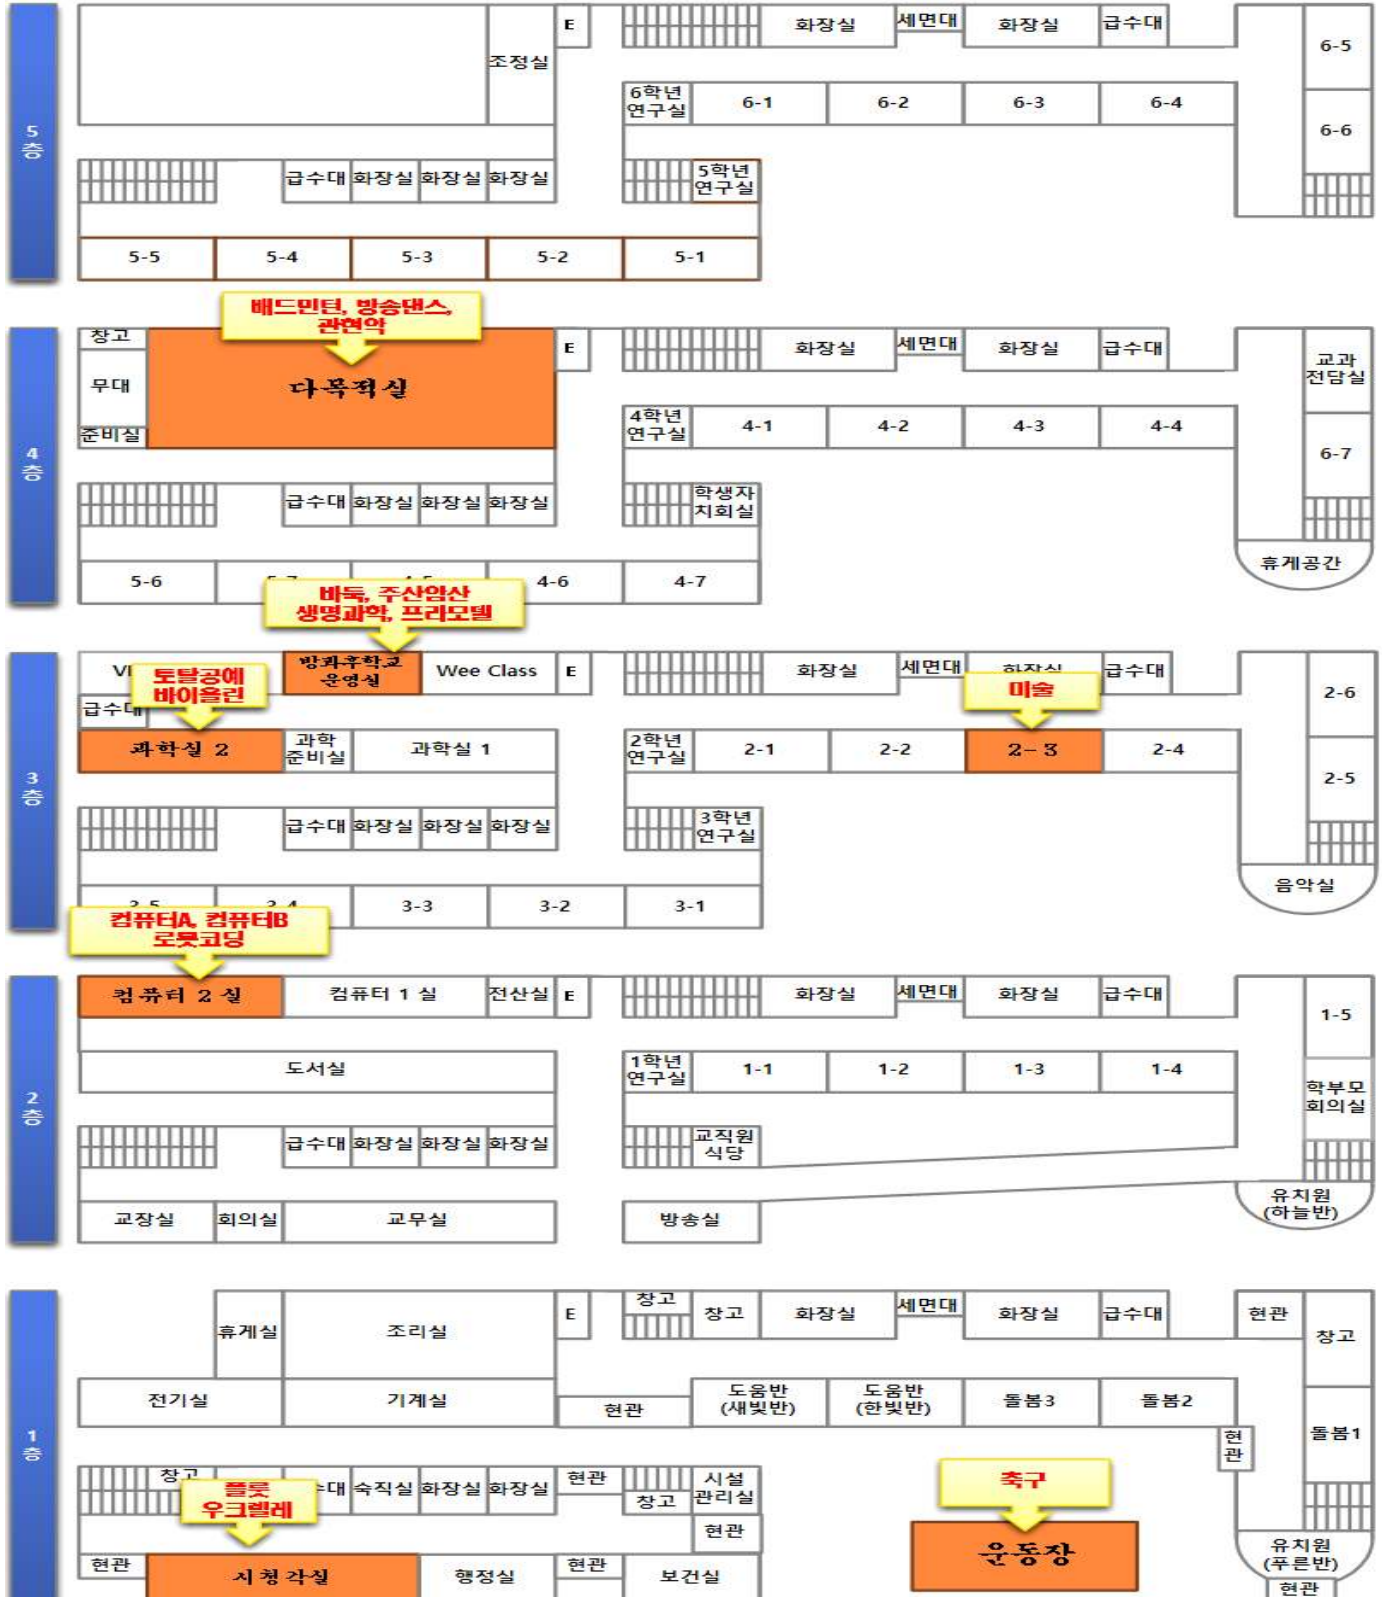 5
층
조정실
E
화장실
세면대
화장실
급수대
6-5
6학년
연구실
6-1
6-2
6-3
6-4
6-6
급수대
화장실
화장실
화장실
5학년
연구실
5-5
5-4
5-3
5-2
5-1
배드민턴, 방송댄스,
관현악
4
층
창고
무대
준비실
다목적실
E
화장실
세면대
화장실
급수대
교과
전담실
4학년
연구실
4-1
4-2
4-3
4-4
6-7
급수대
화장실
화장실
화장실
학생자
치회실
휴게공간
5-6
4-6
4-7
바둑, 주산암산
생명과학, 프라모델
3
층
방과후학교
운영실
Wee Class
E
화장실
세면대
화장실
급수대
2-6
토탈공예
바이올린
미술
급수대
과학실 2
과학
준비실
과학실 1
2학년
연구실
2-1
2-2
2-3
2-4
2-5
급수대
화장실
화장실
화장실
3학년
연구실
음악실
3-3
3-2
3-1
컴퓨터A, 컴퓨터B
로봇코딩
2
층
컴퓨터 2 실
컴퓨터 1 실
전산실
E
화장실
세면대
화장실
급수대
1-5
도서실
1학년
연구실
1-1
1-2
1-3
1-4
학부모
회의실
급수대
화장실
화장실
화장실
교직원
식당
유치원
(하늘반)
교장실
회의실
교무실
방송실
1
층
휴게실
조리실
E
창고
창고
화장실
세면대
화장실
급수대
현관
창고
전기실
기계실
현관
도움반
(새빛반)
도움반
(한빛반)
돌봄3
돌봄2
현
관
돌봄1
창고
숙직실
화장실
화장실
현관
창고
시설
관리실
플룻
우크렐레
축구
현관
운동장
유치원
(푸른반)
현관
현관
시청각실
행정실
현관
보건실